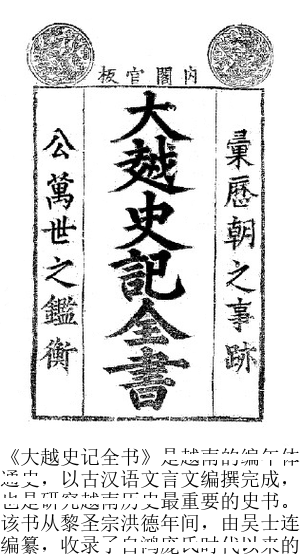 內閣官板
彙歷朝之事跡
大越史記全書
公萬世之鑑衡
《大越史记全书》是越南的编年体
通史，以古汉语文言文编撰完成，
也是研究越南历史最重要的史书。
该书从黎圣宗洪德年间，由吴士连
编纂，收录了自鸿庞氏时代以来的